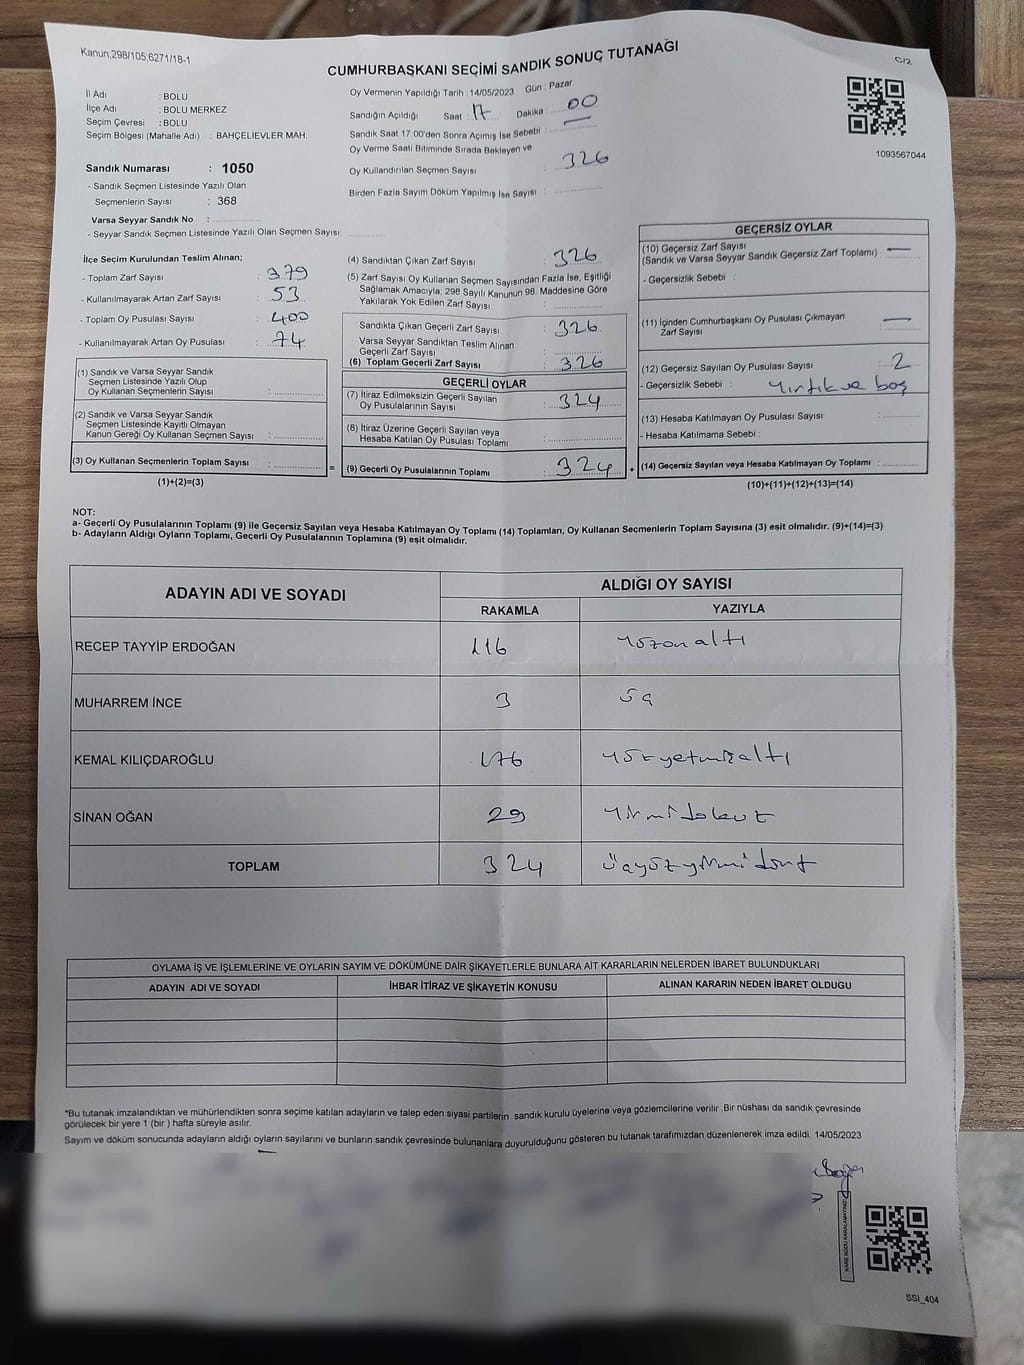 Kanun;298/105;6271/18-1
CUMHURBAŞKANI SEÇİMİ SANDIK SONUÇ TUTANAĞI
C/2
İl Adı : BOLU
İlçe Adı : BOLU MERKEZ
Seçim Çevresi : BOLU
Seçim Bölgesi (Mahalle Adı) : BAHÇELİEVLER MAH.
Sandık Numarası : 1050
- Sandık Seçmen Listesinde Yazılı Olan
Seçmenlerin Sayısı : 368
Varsa Seyyar Sandık No :
- Seyyar Sandık Seçmen Listesinde Yazılı Olan Seçmen Sayısı:
Oy Vermenin Yapıldığı Tarih : 14/05/2023 Gün : Pazar
Sandığın Açıldığı Saat : 17 Dakika : 00
Sandık Saat 17.00'den Sonra Açımış İse Sebebi : —
Oy Verme Saati Bitiminde Sırada Bekleyen ve
Oy Kullandırılan Seçmen Sayısı : 326
Birden Fazla Sayım Döküm Yapılmış İse Sayısı :
1093567044
İlçe Seçim Kurulundan Teslim Alınan;
- Toplam Zarf Sayısı : 379
- Kullanılmayarak Artan Zarf Sayısı : 53
- Toplam Oy Pusulası Sayısı : 400
- Kullanılmayarak Artan Oy Pusulası : 74
(1) Sandık ve Varsa Seyyar Sandık
Seçmen Listesinde Yazılı Olup
Oy Kullanan Seçmenlerin Sayısı :
(2) Sandık ve Varsa Seyyar Sandık
Seçmen Listesinde Kayıtlı Olmayan
Kanun Gereği Oy Kullanan Seçmen Sayısı :
(3) Oy Kullanan Seçmenlerin Toplam Sayısı : =
(1)+(2)=(3)
(4) Sandıktan Çıkan Zarf Sayısı : 326
(5) Zarf Sayısı Oy Kullanan Seçmen Sayısından Fazla İse, Eşitliği
Sağlamak Amacıyla; 298 Sayılı Kanunun 98. Maddesine Göre
Yakılarak Yok Edilen Zarf Sayısı :
Sandıkta Çıkan Geçerli Zarf Sayısı : 326
Varsa Seyyar Sandıktan Teslim Alınan
Geçerli Zarf Sayısı :
(6) Toplam Geçerli Zarf Sayısı : 326
GEÇERLİ OYLAR
(7) İtiraz Edilmeksizin Geçerli Sayılan
Oy Pusulalarının Sayısı : 324
(8) İtiraz Üzerine Geçerli Sayılan veya
Hesaba Katılan Oy Pusulası Toplamı :
(9) Geçerli Oy Pusulalarının Toplamı : 324 +
GEÇERSİZ OYLAR
(10) Geçersiz Zarf Sayısı
(Sandık ve Varsa Seyyar Sandık Geçersiz Zarf Toplamı) : —
- Geçersizlik Sebebi :
(11) İçinden Cumhurbaşkanı Oy Pusulası Çıkmayan
Zarf Sayısı : —
(12) Geçersiz Sayılan Oy Pusulası Sayısı : 2
- Geçersizlik Sebebi : yırtık ve boş
(13) Hesaba Katılmayan Oy Pusulası Sayısı :
- Hesaba Katılmama Sebebi :
(14) Geçersiz Sayılan veya Hesaba Katılmayan Oy Toplamı :
(10)+(11)+(12)+(13)=(14)
NOT:
a- Geçerli Oy Pusulalarının Toplamı (9) ile Geçersiz Sayılan veya Hesaba Katılmayan Oy Toplamı (14) Toplamları, Oy Kullanan Seçmenlerin Toplam Sayısına (3) eşit olmalıdır. (9)+(14)=(3)
b- Adayların Aldığı Oyların Toplamı, Geçerli Oy Pusulalarının Toplamına (9) eşit olmalıdır.
ADAYIN ADI VE SOYADI
ALDIĞI OY SAYISI
RAKAMLA YAZIYLA
RECEP TAYYİP ERDOĞAN 116 yüzonaltı
MUHARREM İNCE 3 üç
KEMAL KILIÇDAROĞLU 176 yüzyetmişaltı
SİNAN OĞAN 29 yirmidokuz
TOPLAM 324 üçyüzyirmidört
OYLAMA İŞ VE İŞLEMLERİNE VE OYLARIN SAYIM VE DÖKÜMÜNE DAİR ŞİKAYETLERLE BUNLARA AİT KARARLARIN NELERDEN İBARET BULUNDUKLARI
ADAYIN ADI VE SOYADI İHBAR İTİRAZ VE ŞİKAYETİN KONUSU ALINAN KARARIN NEDEN İBARET OLDUĞU
*Bu tutanak imzalandıktan ve mühürlendikten sonra seçime katılan adayların ve talep eden siyasi partilerin sandık kurulu üyelerine veya gözlemcilerine verilir .Bir nüshası da sandık çevresinde
görülecek bir yere 1 (bir ) hafta süreyle asılır.
Sayım ve döküm sonucunda adayların aldığı oyların sayılarını ve bunların sandık çevresinde bulunanlara duyurulduğunu gösteren bu tutanak tarafımızdan düzenlenerek imza edildi. 14/05/2023
SSI_404